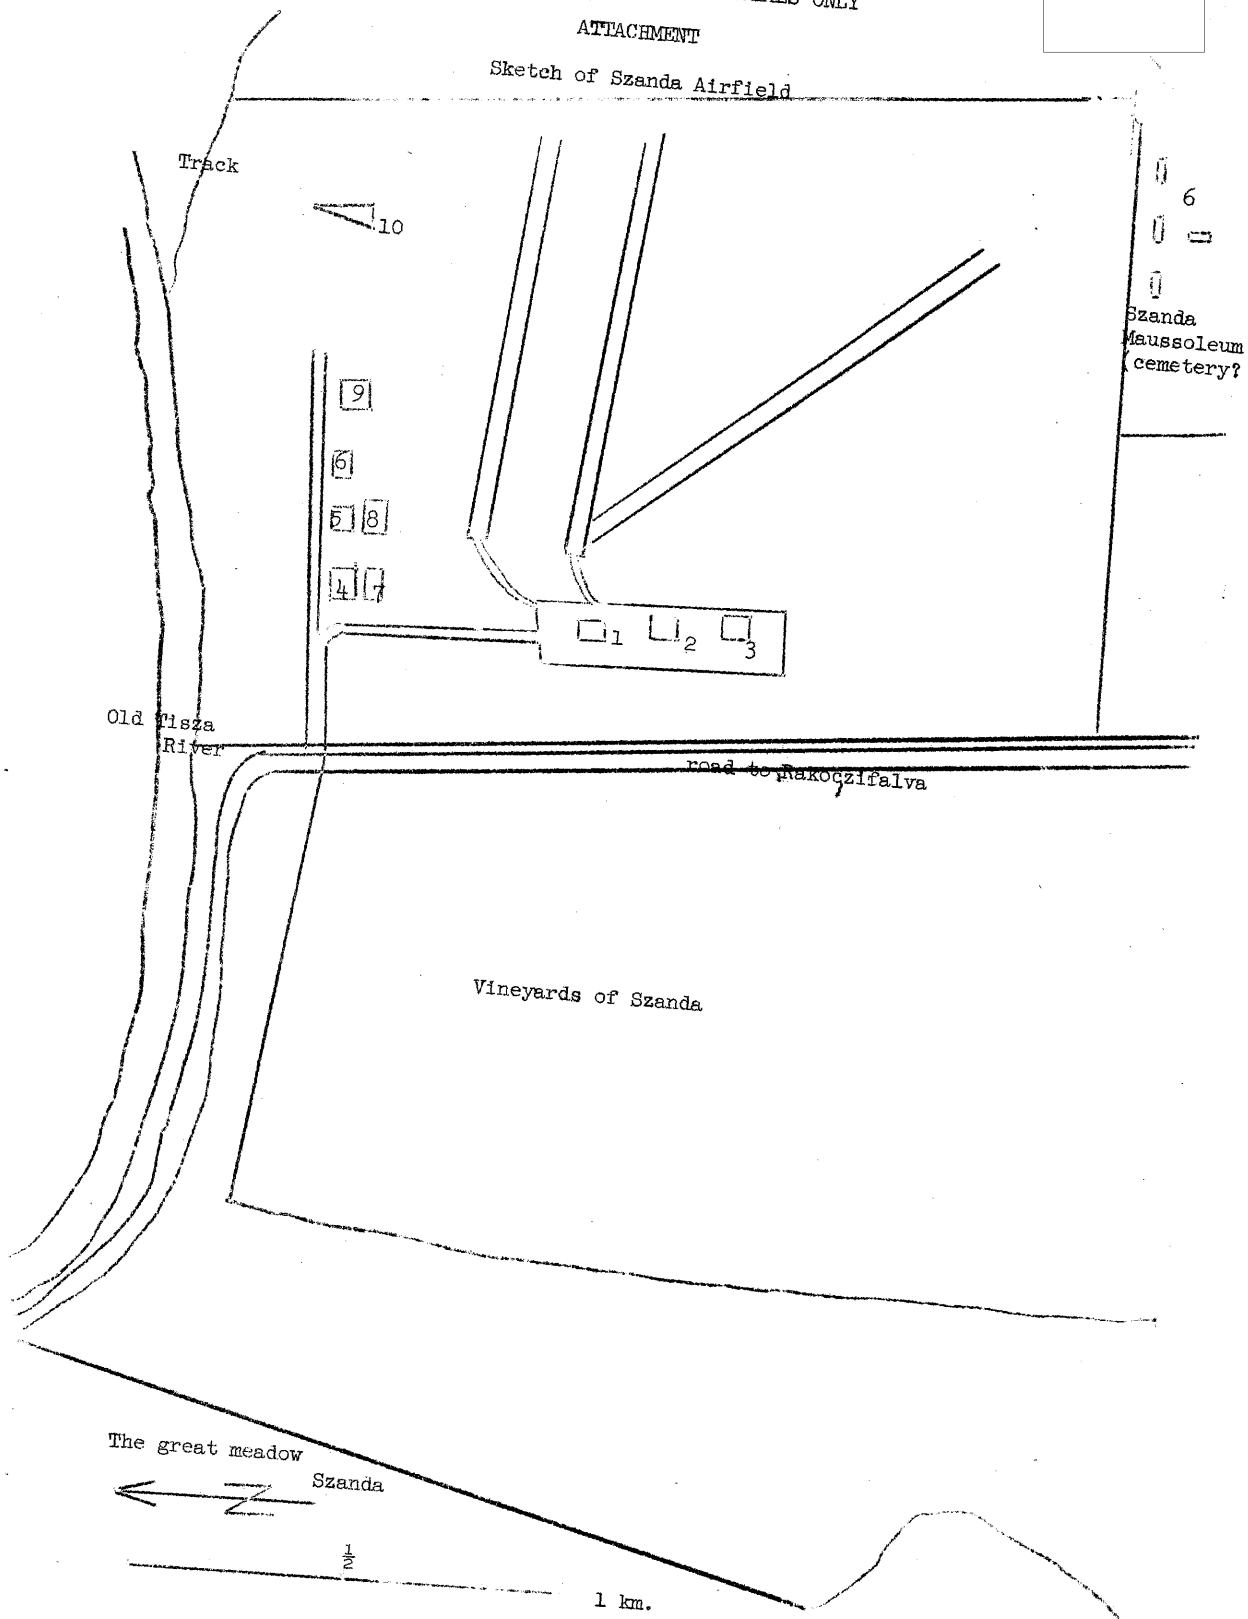 ONLY
ATTACHMENT
Sketch of Szanda Airfield
Track
6
10
Szanda
Maussoleum
(cemetery?
9
6
5 8
4 7
1 2 3
Old Tisza
River
road to Rakoczifalva
Vineyards of Szanda
The great meadow
Szanda
N
1/2
1 km.